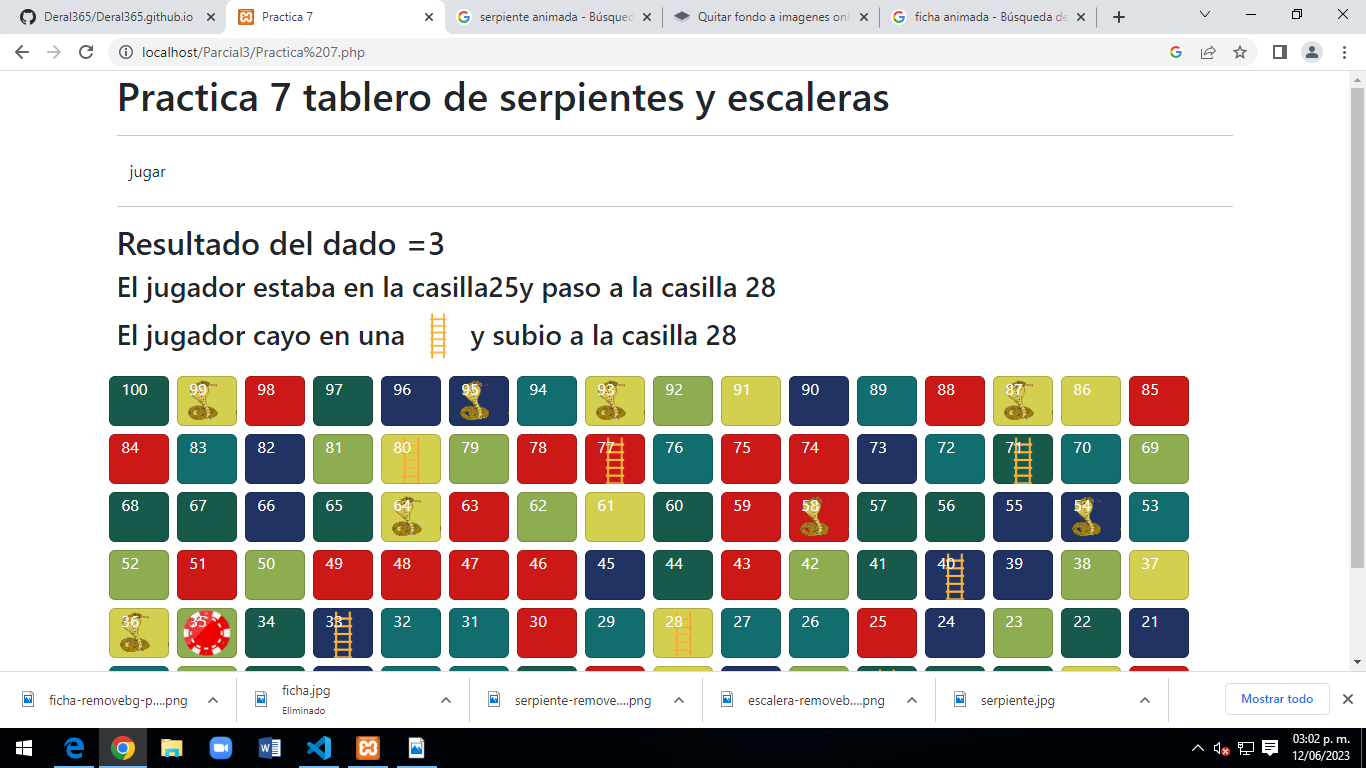 Deral365/Deral365.github.io
Practica 7
serpiente animada - Búsqued
Quitar fondo a imagenes onl
ficha animada - Búsqueda de
localhost/Parcial3/Practica%207.php
Practica 7 tablero de serpientes y escaleras
jugar
Resultado del dado =3
El jugador estaba en la casilla25y paso a la casilla 28
El jugador cayo en una y subio a la casilla 28
100 99 98 97 96 95 94 93 92 91 90 89 88 87 86 85
84 83 82 81 80 79 78 77 76 75 74 73 72 71 70 69
68 67 66 65 64 63 62 61 60 59 58 57 56 55 54 53
52 51 50 49 48 47 46 45 44 43 42 41 40 39 38 37
36 35 34 33 32 31 30 29 28 27 26 25 24 23 22 21
ficha-removebg-p....png
ficha.jpg
Eliminado
serpiente-remove....png
escalera-removeb....png
serpiente.jpg
Mostrar todo
03:02 p. m.
12/06/2023